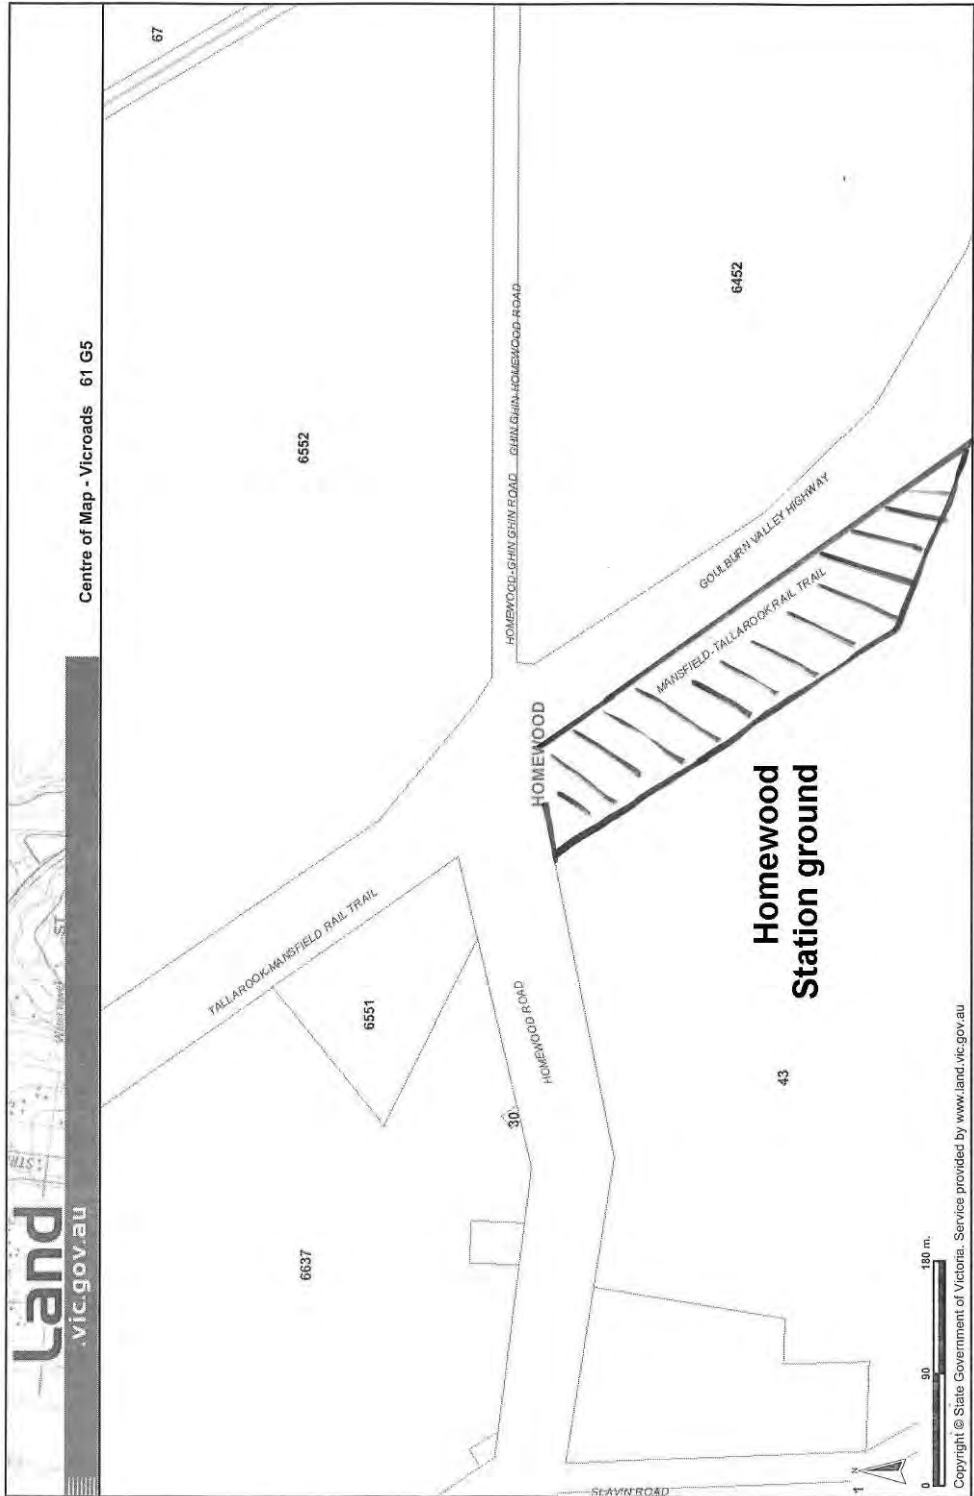 Land
.vic.gov.au
Centre of Map - Vicroads 61 G5
67
6552
6637
6551
TALLAROOK-MANSFIELD RAIL TRAIL
HOMEWOOD-GHIN GHIN ROAD GHIN GHIN-HOMEWOOD ROAD
30
HOMEWOOD ROAD
HOMEWOOD
6452
GOULBURN VALLEY HIGHWAY
MANSFIELD-TALLAROOK RAIL TRAIL
Homewood
Station ground
43
SLAVIN ROAD
1
N
0 90 180 m.
Copyright © State Government of Victoria. Service provided by www.land.vic.gov.au